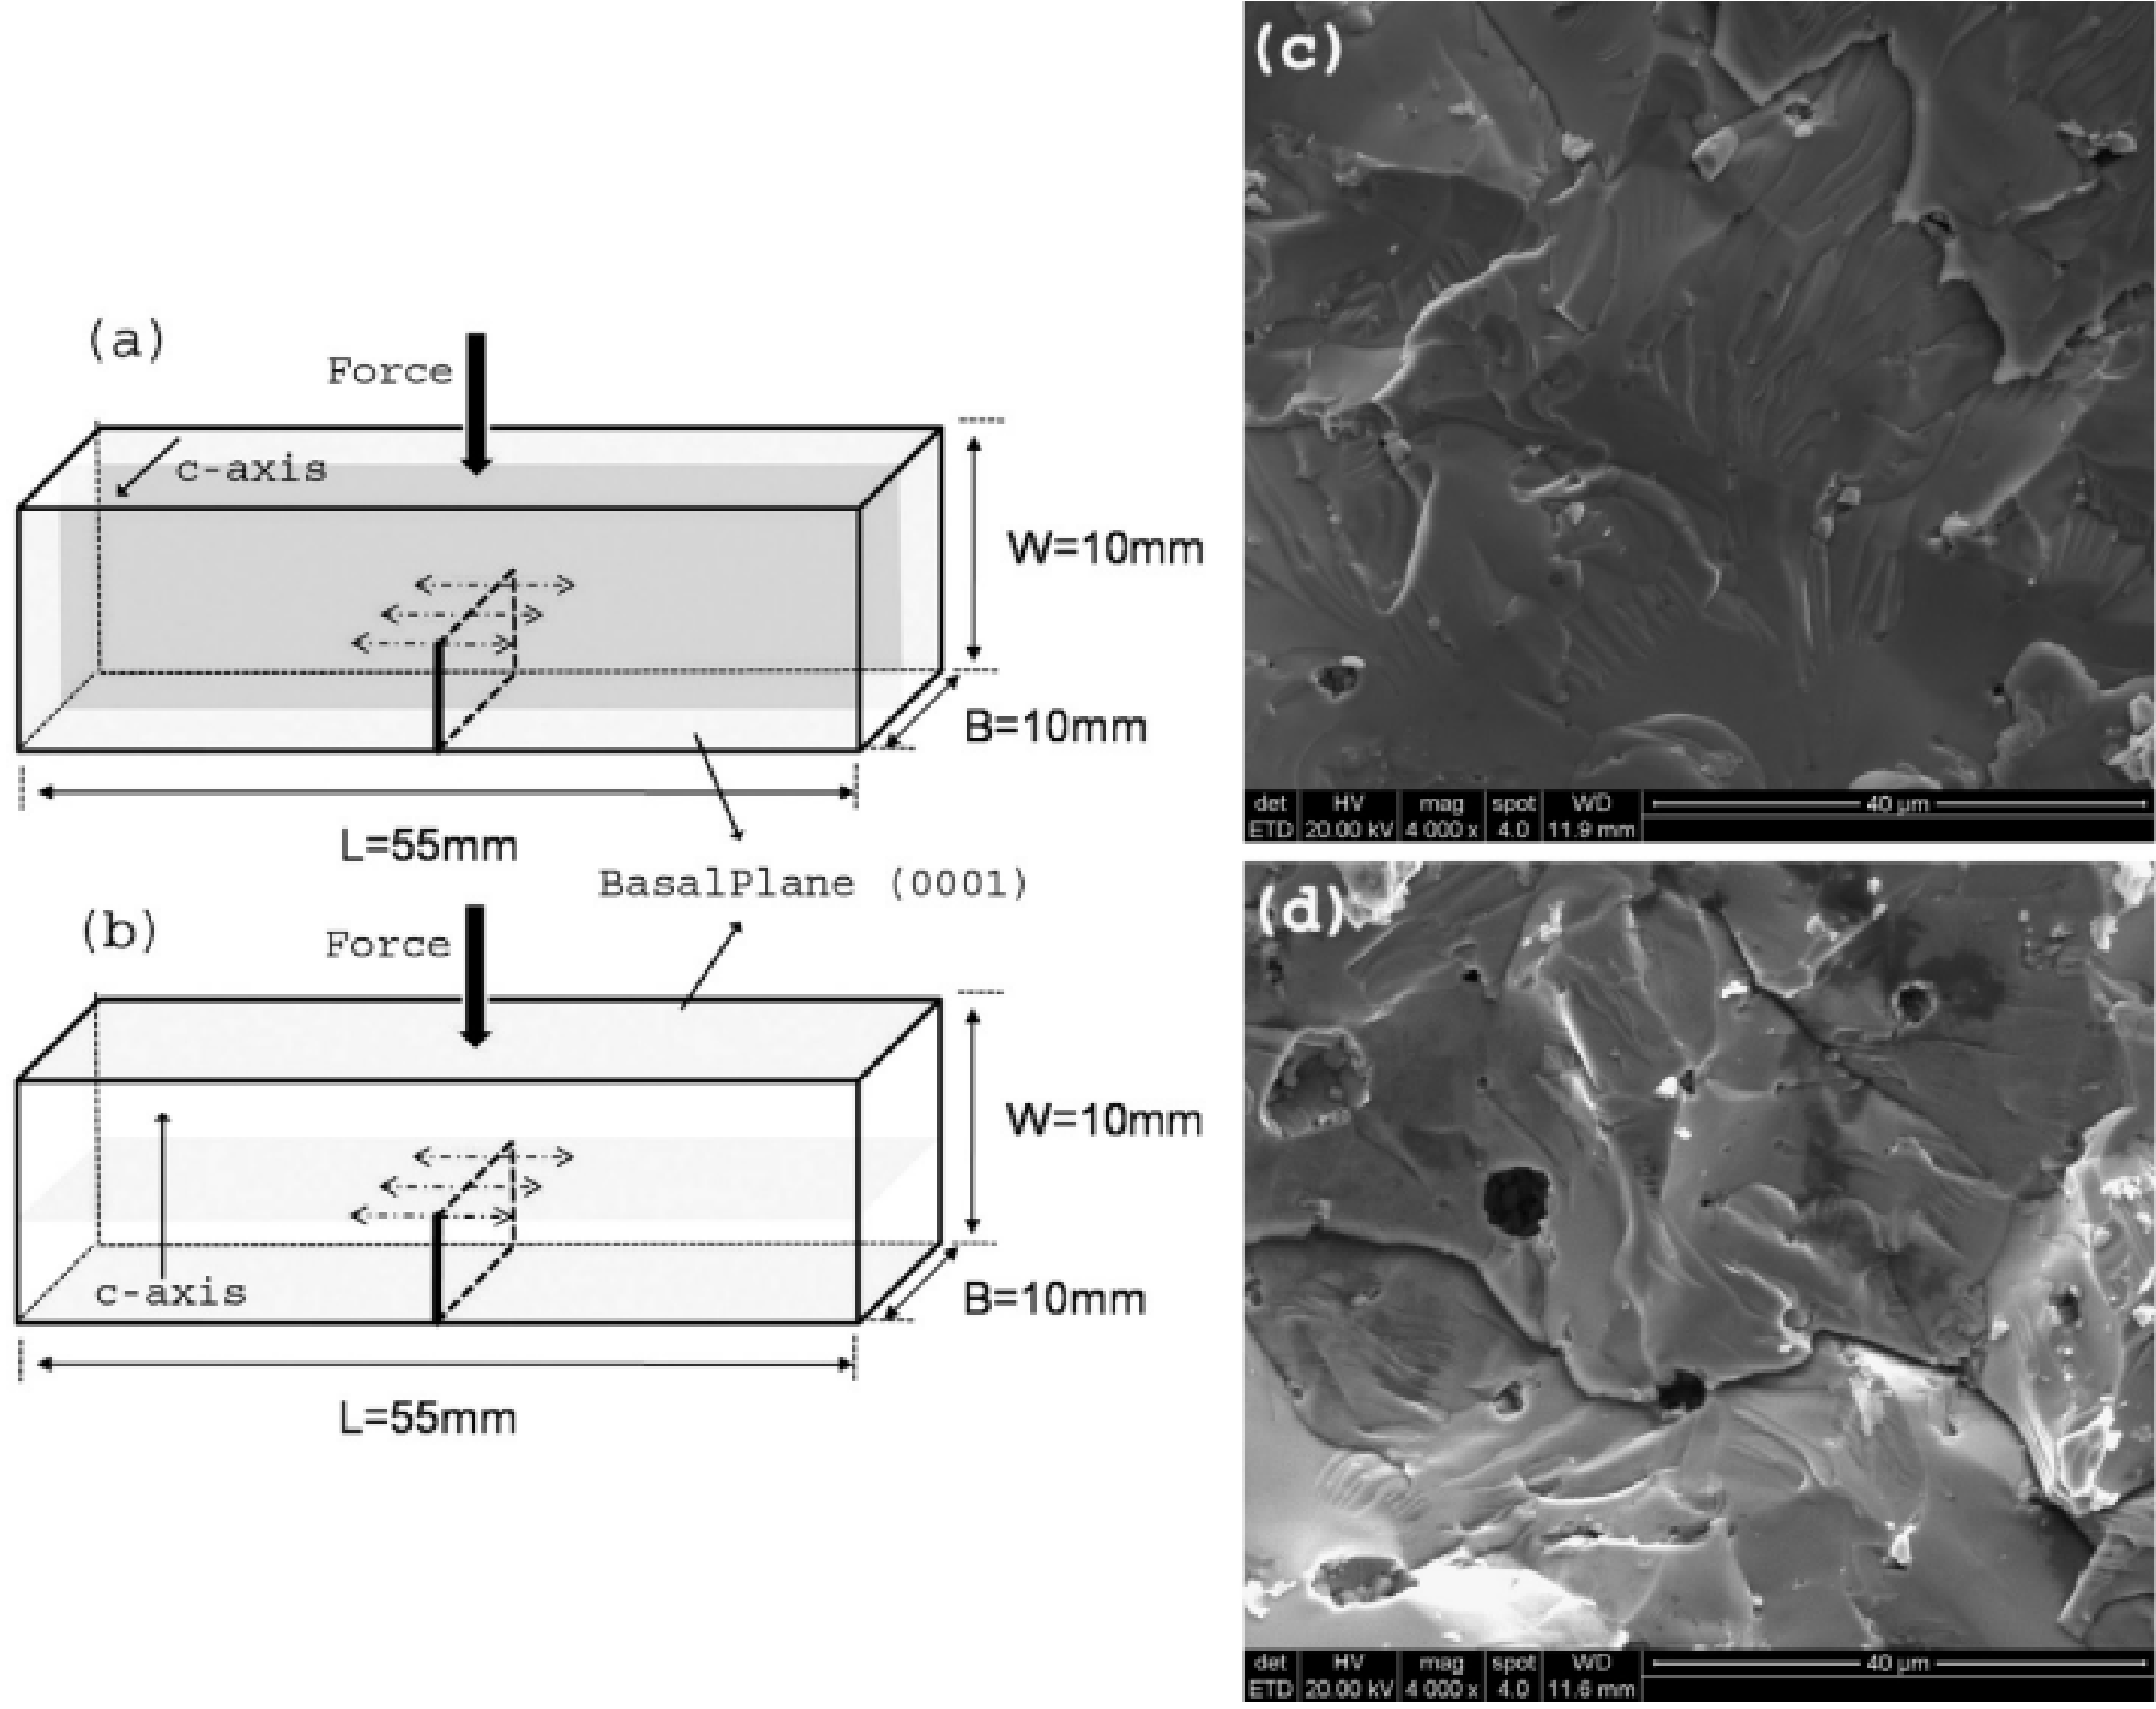 (a)
Force
c-axis
W=10mm
B=10mm
L=55mm
BasalPlane (0001)
(b)
Force
W=10mm
c-axis
B=10mm
L=55mm
(c)
det HV mag spot WD 40 µm
ETD 20.00 kV 4 000 x 4.0 11.9 mm
(d)
det HV mag spot WD 40 µm
ETD 20.00 kV 4 000 x 4.0 11.6 mm